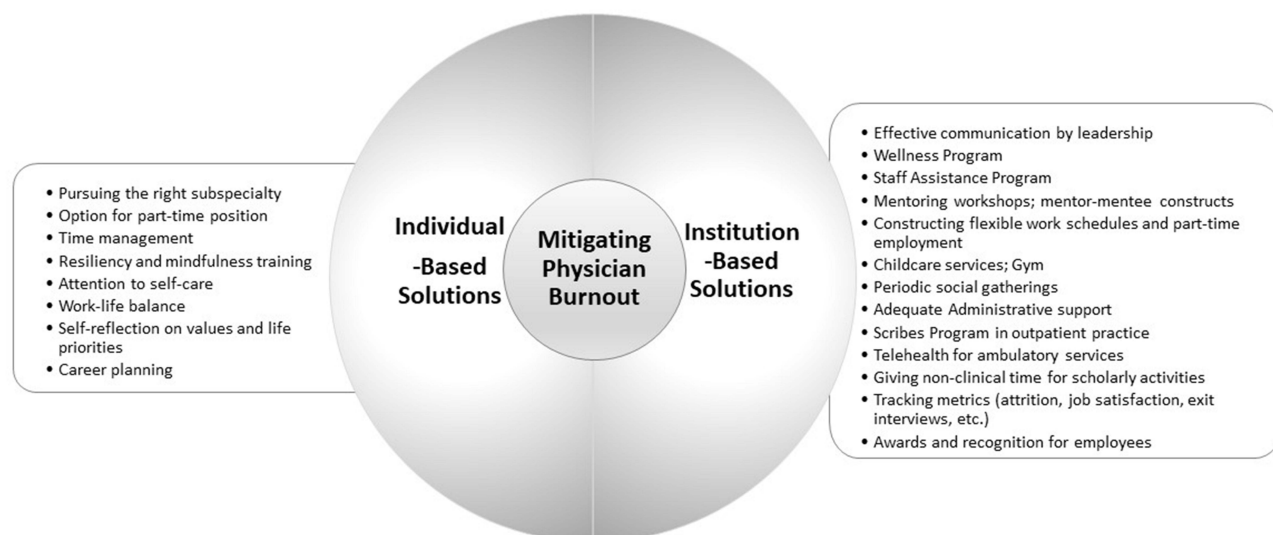 • Pursuing the right subspecialty
• Option for part-time position
• Time management
• Resiliency and mindfulness training
• Attention to self-care
• Work-life balance
• Self-reflection on values and life
priorities
• Career planning
Individual
-Based
Solutions
Mitigating
Physician
Burnout
Institution
-Based
Solutions
• Effective communication by leadership
• Wellness Program
• Staff Assistance Program
• Mentoring workshops; mentor-mentee constructs
• Constructing flexible work schedules and part-time
employment
• Childcare services; Gym
• Periodic social gatherings
• Adequate Administrative support
• Scribes Program in outpatient practice
• Telehealth for ambulatory services
• Giving non-clinical time for scholarly activities
• Tracking metrics (attrition, job satisfaction, exit
interviews, etc.)
• Awards and recognition for employees